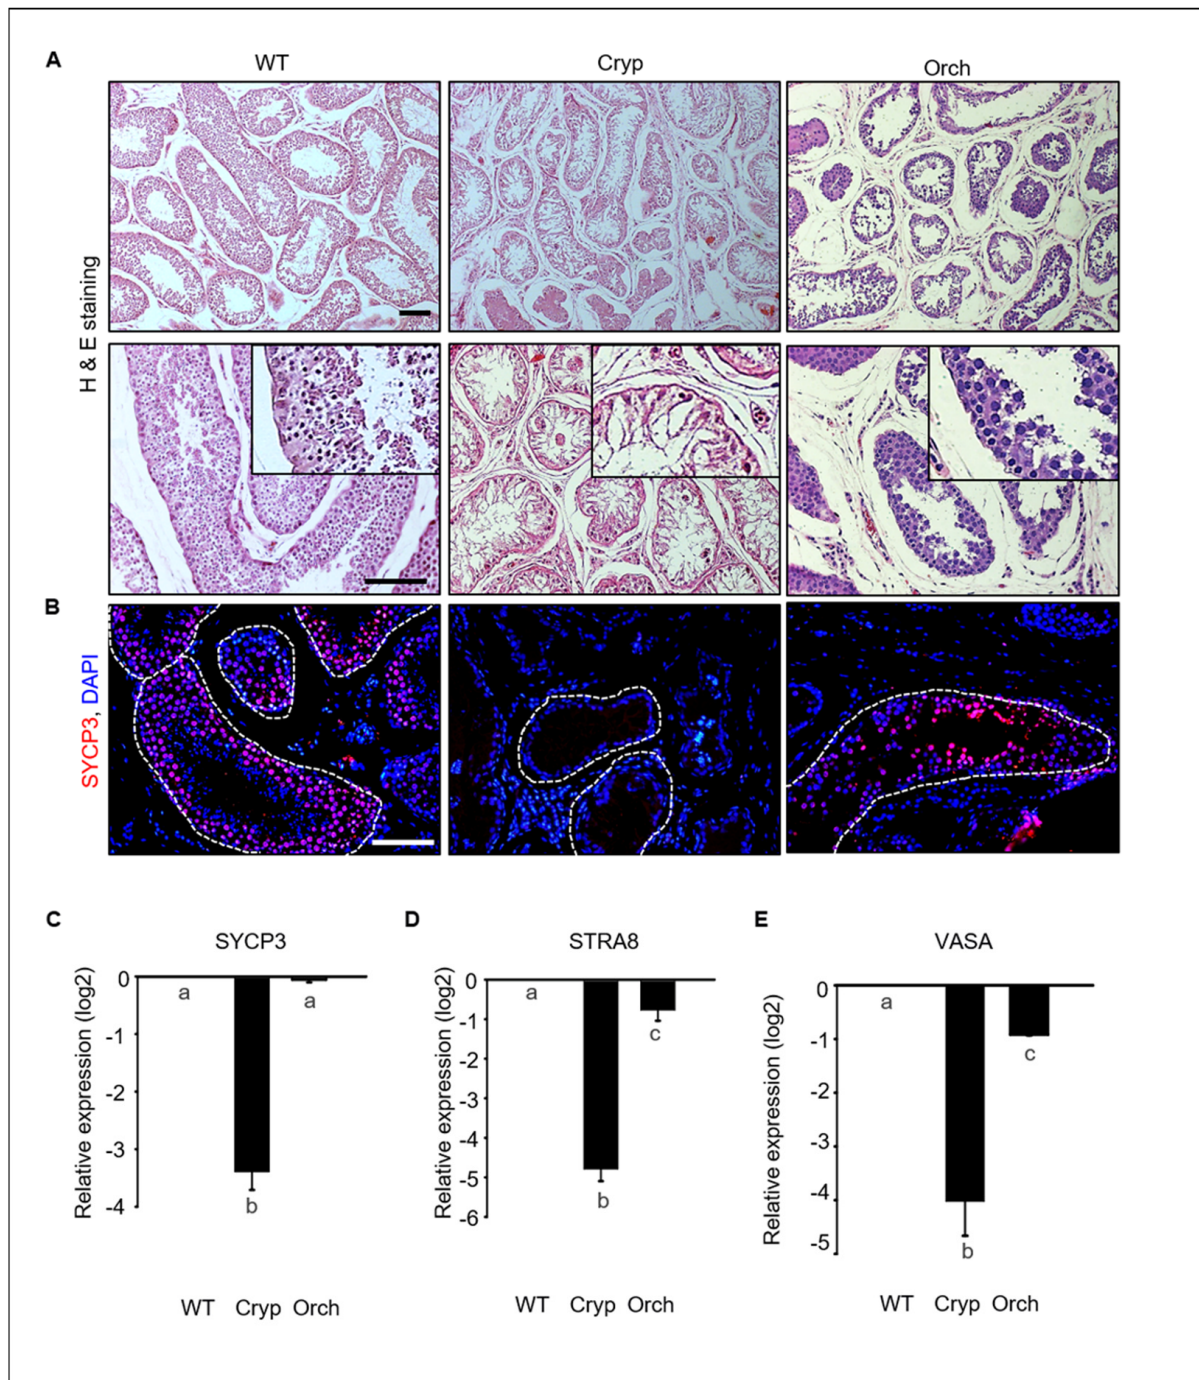 A
WT
Cryp
Orch
H & E staining
B
SYCP3, DAPI
C
SYCP3
Relative expression (log2)
0
-1
-2
-3
-4
a
b
a
WT Cryp Orch
D
STRA8
Relative expression (log2)
0
-1
-2
-3
-4
-5
-6
a
b
c
WT Cryp Orch
E
VASA
Relative expression (log2)
0
-1
-2
-3
-4
-5
a
b
c
WT Cryp Orch